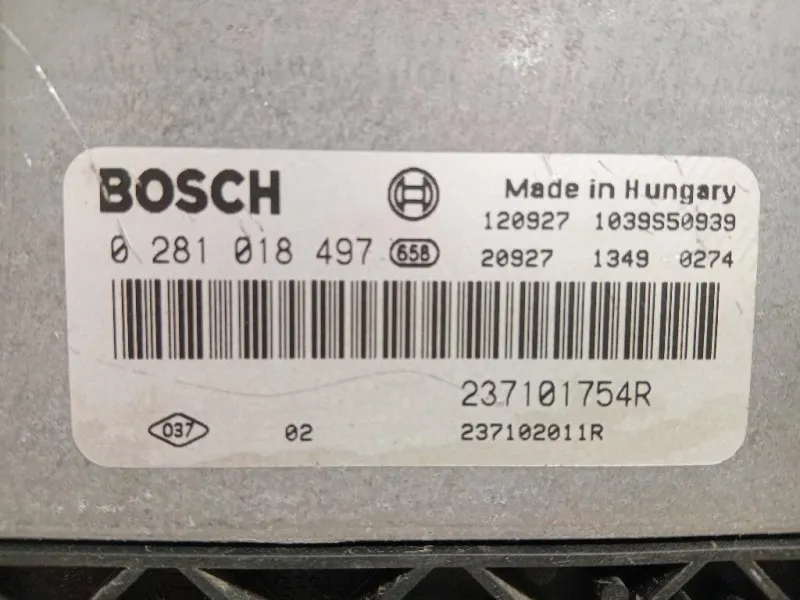 BOSCH Made in Hungary
120927 1039S50939
0 281 018 497 658 20927 1349 0274
237101754R
037 02 237102011R